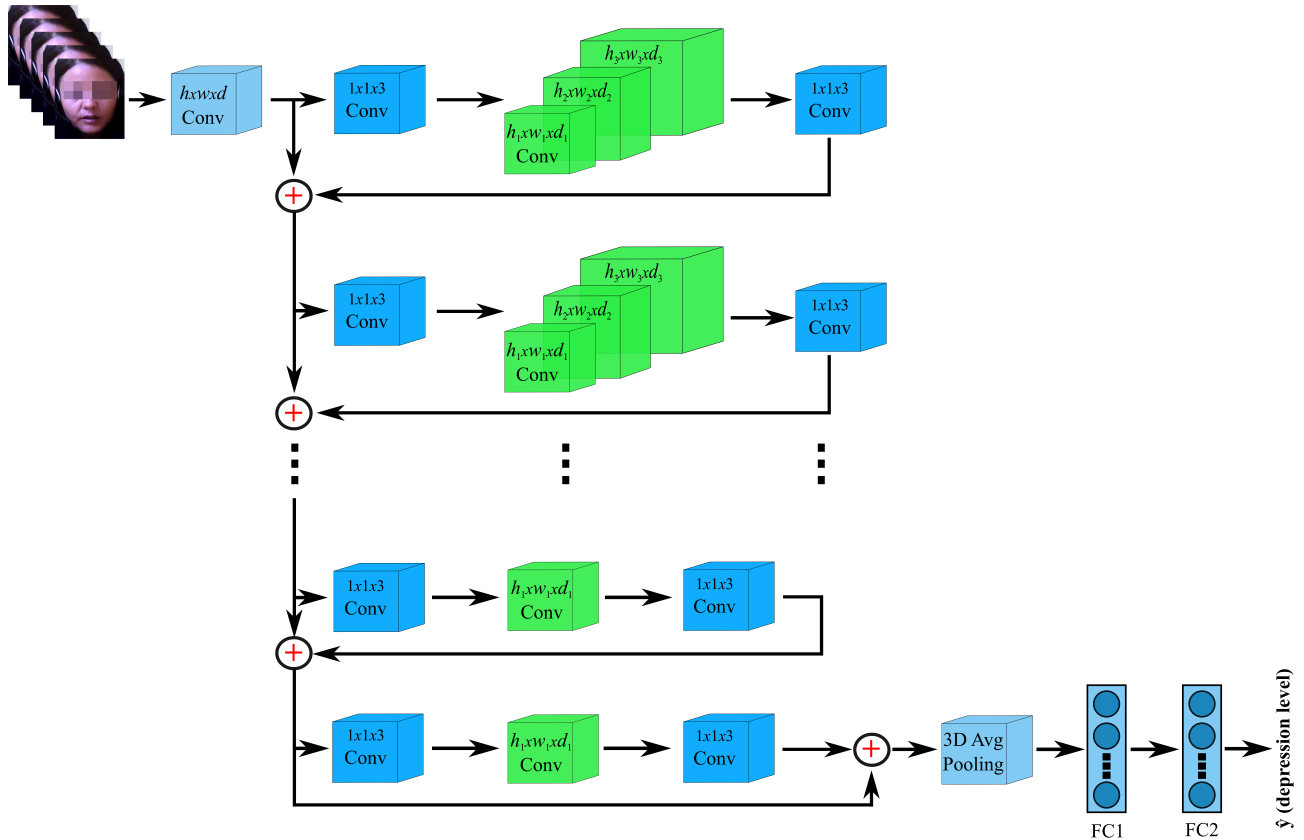 hxwxd
Conv
1x1x3
Conv
h₃xw₃xd₃
h₂xw₂xd₂
h₁xw₁xd₁
Conv
1x1x3
Conv
+
1x1x3
Conv
h₃xw₃xd₃
h₂xw₂xd₂
h₁xw₁xd₁
Conv
1x1x3
Conv
+
1x1x3
Conv
h₁xw₁xd₁
Conv
1x1x3
Conv
+
1x1x3
Conv
h₁xw₁xd₁
Conv
1x1x3
Conv
+
3D Avg
Pooling
FC1
FC2
ŷ (depression level)